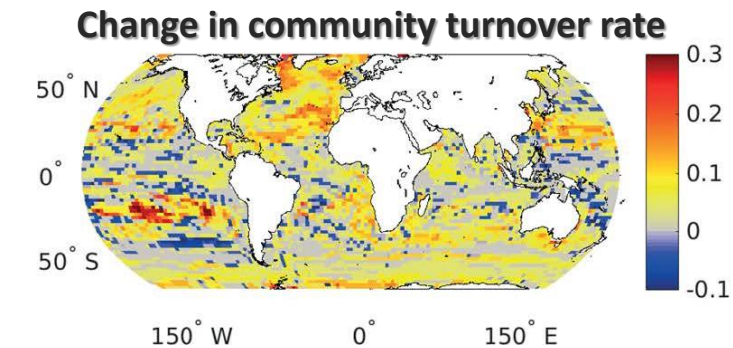 Change in community turnover rate
50° N
0°
50° S
150° W
0°
150° E
0.3
0.2
0.1
0
-0.1